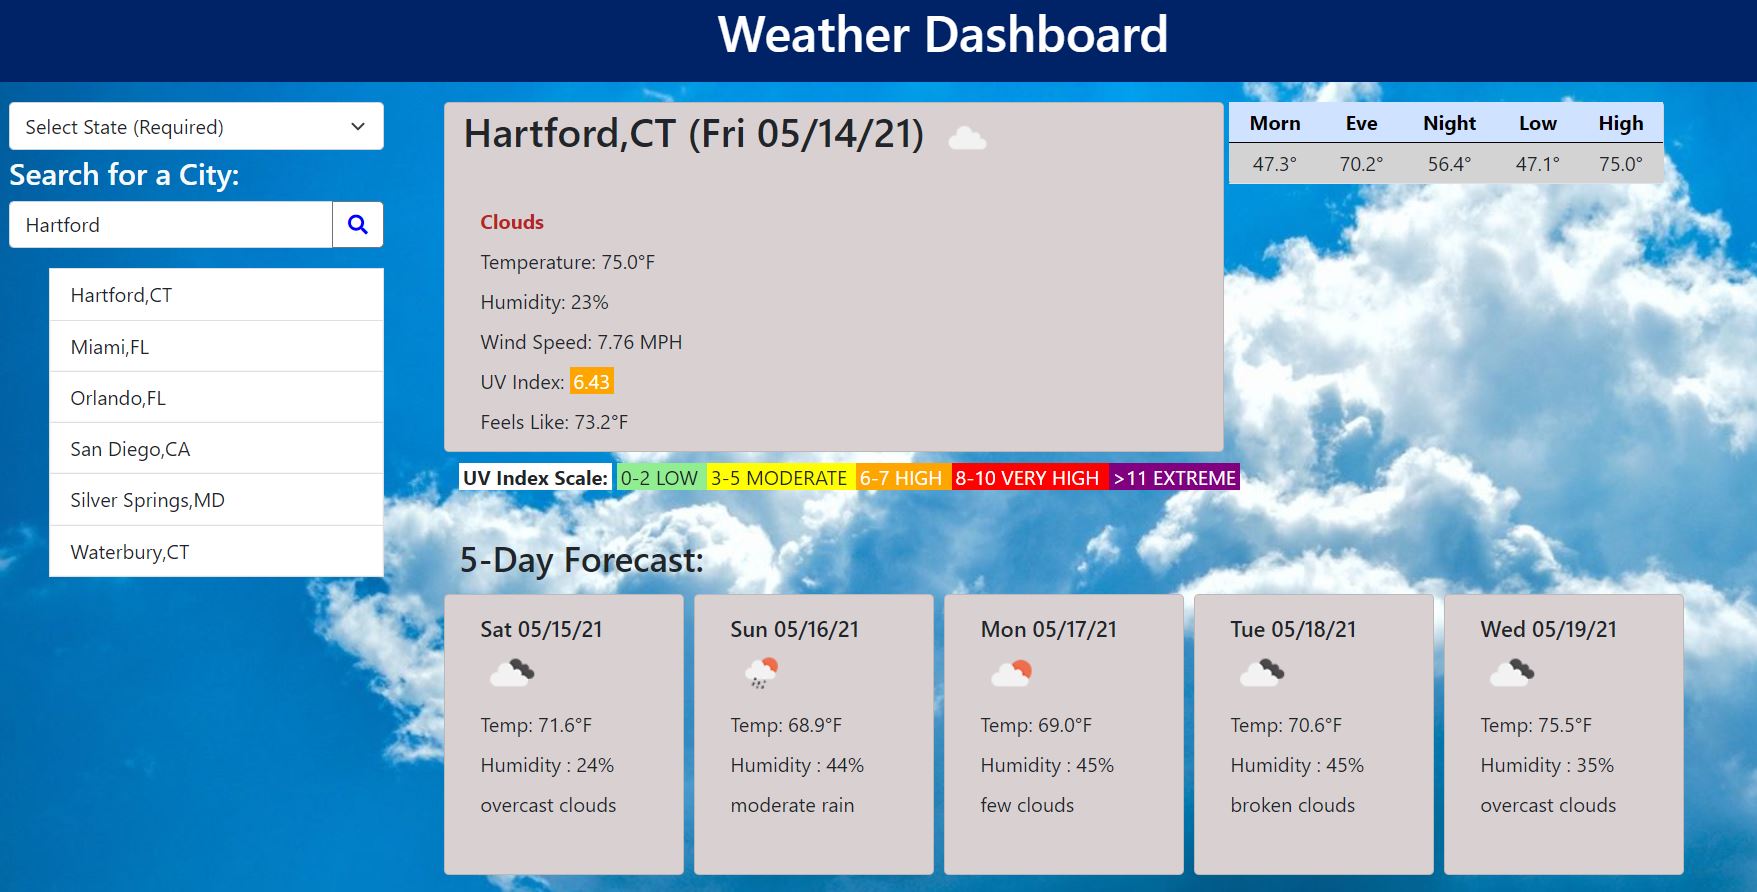 Weather Dashboard
Select State (Required)
Search for a City:
Hartford
Hartford,CT
Miami,FL
Orlando,FL
San Diego,CA
Silver Springs,MD
Waterbury,CT
Hartford,CT (Fri 05/14/21)
Clouds
Temperature: 75.0°F
Humidity: 23%
Wind Speed: 7.76 MPH
UV Index: 6.43
Feels Like: 73.2°F
Morn Eve Night Low High
47.3° 70.2° 56.4° 47.1° 75.0°
UV Index Scale: 0-2 LOW 3-5 MODERATE 6-7 HIGH 8-10 VERY HIGH >11 EXTREME
5-Day Forecast:
Sat 05/15/21
Temp: 71.6°F
Humidity : 24%
overcast clouds
Sun 05/16/21
Temp: 68.9°F
Humidity : 44%
moderate rain
Mon 05/17/21
Temp: 69.0°F
Humidity : 45%
few clouds
Tue 05/18/21
Temp: 70.6°F
Humidity : 45%
broken clouds
Wed 05/19/21
Temp: 75.5°F
Humidity : 35%
overcast clouds